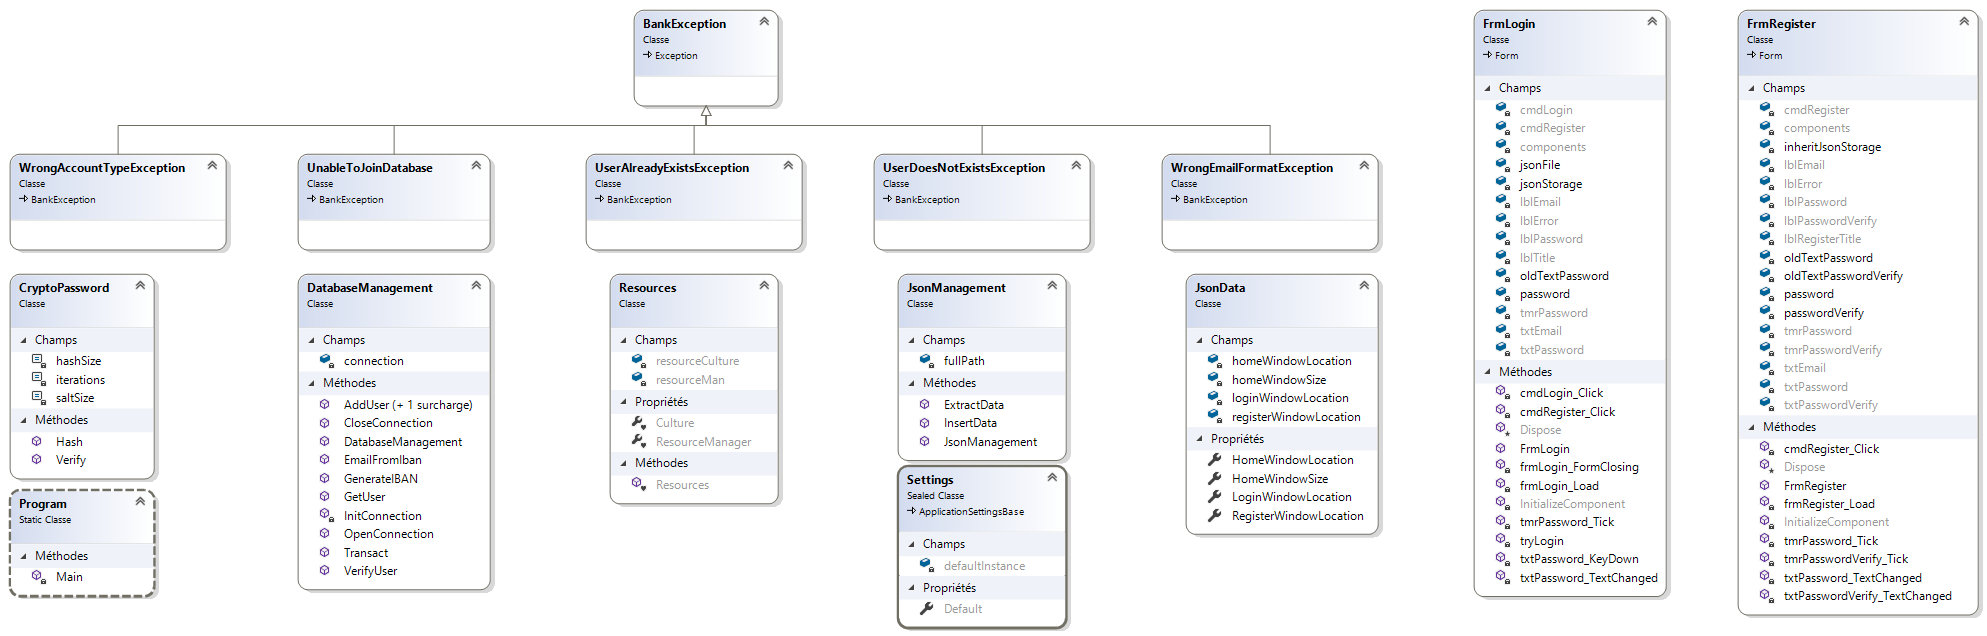 BankException
Classe
Exception
WrongAccountTypeException
Classe
BankException
UnableToJoinDatabase
Classe
BankException
UserAlreadyExistsException
Classe
BankException
UserDoesNotExistsException
Classe
BankException
WrongEmailFormatException
Classe
BankException
CryptoPassword
Classe
Champs
hashSize
iterations
saltSize
Méthodes
Hash
Verify
Program
Static Classe
Méthodes
Main
DatabaseManagement
Classe
Champs
connection
Méthodes
AddUser (+ 1 surcharge)
CloseConnection
DatabaseManagement
EmailFromIban
GenerateIBAN
GetUser
InitConnection
OpenConnection
Transact
VerifyUser
Resources
Classe
Champs
resourceCulture
resourceMan
Propriétés
Culture
ResourceManager
Méthodes
Resources
JsonManagement
Classe
Champs
fullPath
Méthodes
ExtractData
InsertData
JsonManagement
Settings
Sealed Classe
ApplicationSettingsBase
Champs
defaultInstance
Propriétés
Default
JsonData
Classe
Champs
homeWindowLocation
homeWindowSize
loginWindowLocation
registerWindowLocation
Propriétés
HomeWindowLocation
HomeWindowSize
LoginWindowLocation
RegisterWindowLocation
FrmLogin
Classe
Form
Champs
cmdLogin
cmdRegister
components
jsonFile
jsonStorage
lblEmail
lblError
lblPassword
lblTitle
oldTextPassword
password
tmrPassword
txtEmail
txtPassword
Méthodes
cmdLogin_Click
cmdRegister_Click
Dispose
FrmLogin
frmLogin_FormClosing
frmLogin_Load
InitializeComponent
tmrPassword_Tick
tryLogin
txtPassword_KeyDown
txtPassword_TextChanged
FrmRegister
Classe
Form
Champs
cmdRegister
components
inheritJsonStorage
lblEmail
lblError
lblPassword
lblPasswordVerify
lblRegisterTitle
oldTextPassword
oldTextPasswordVerify
password
passwordVerify
tmrPassword
tmrPasswordVerify
txtEmail
txtPassword
txtPasswordVerify
Méthodes
cmdRegister_Click
Dispose
FrmRegister
frmRegister_Load
InitializeComponent
tmrPassword_Tick
tmrPasswordVerify_Tick
txtPassword_TextChanged
txtPasswordVerify_TextChanged